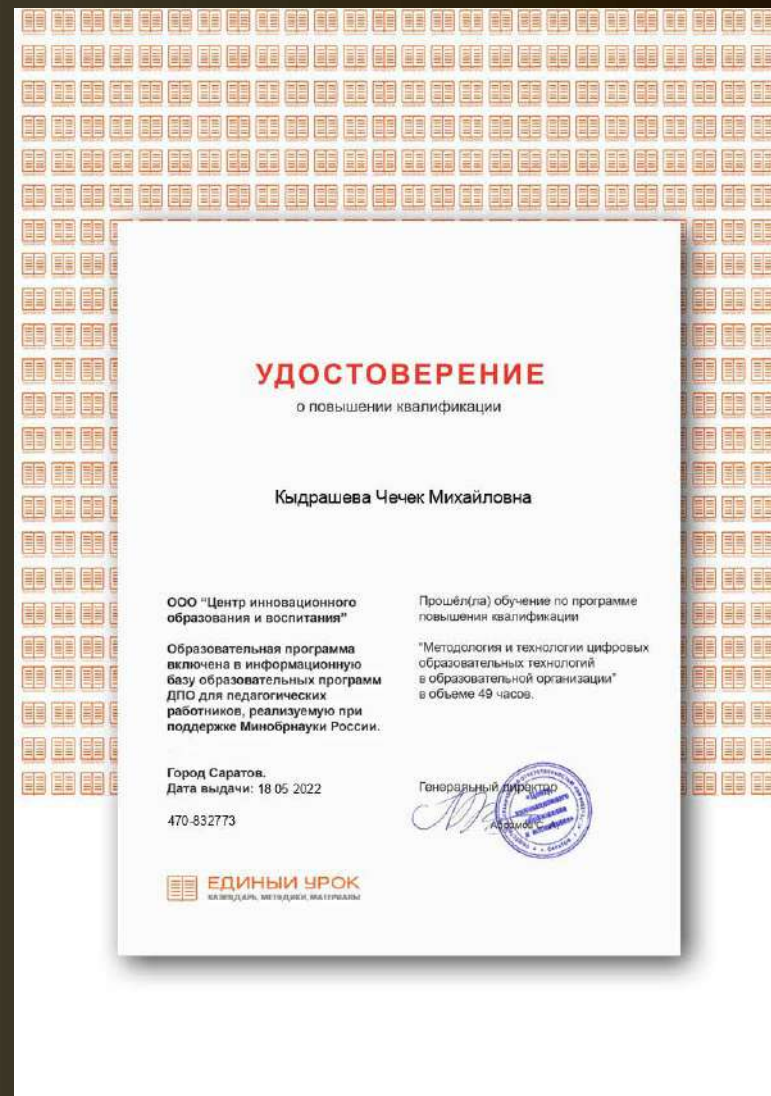 УДОСТОВЕРЕНИЕ
о повышении квалификации
Кыдрашева Чечек Михайловна
ООО "Центр инновационного
образования и воспитания"
Образовательная программа
включена в информационную
базу образовательных программ
ДПО для педагогических
работников, реализуемую при
поддержке Минобрнауки России.
Город Саратов.
Дата выдачи: 18 05 2022
470-832773
Прошёл(ла) обучение по программе
повышения квалификации
"Методология и технологии цифровых
образовательных технологий
в образовательной организации"
в объеме 49 часов.
Генеральный директор
Абрамов С.
ЕДИНЫЙ УРОК
КАЛЕНДАРЬ, МЕТОДИКИ, МАТЕРИАЛЫ